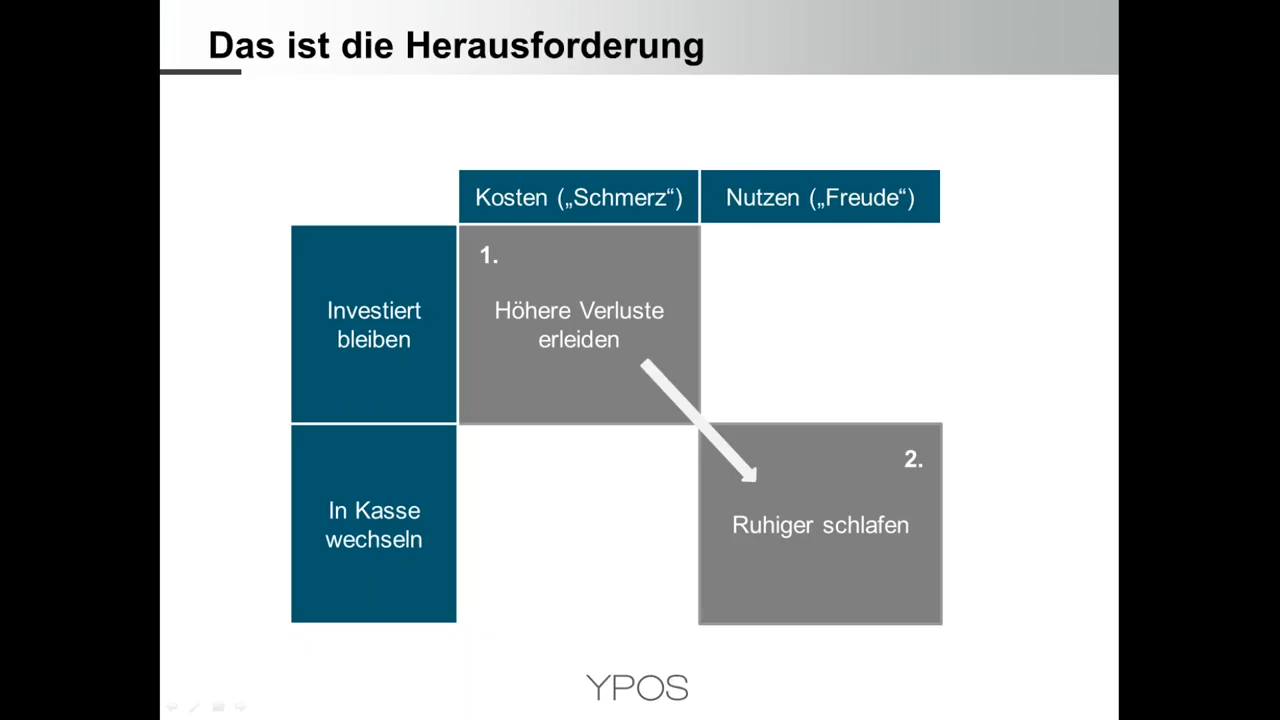 Das ist die Herausforderung
Kosten („Schmerz“)
Nutzen („Freude“)
Investiert
bleiben
1.
Höhere Verluste
erleiden
In Kasse
wechseln
2.
Ruhiger schlafen
YPOS